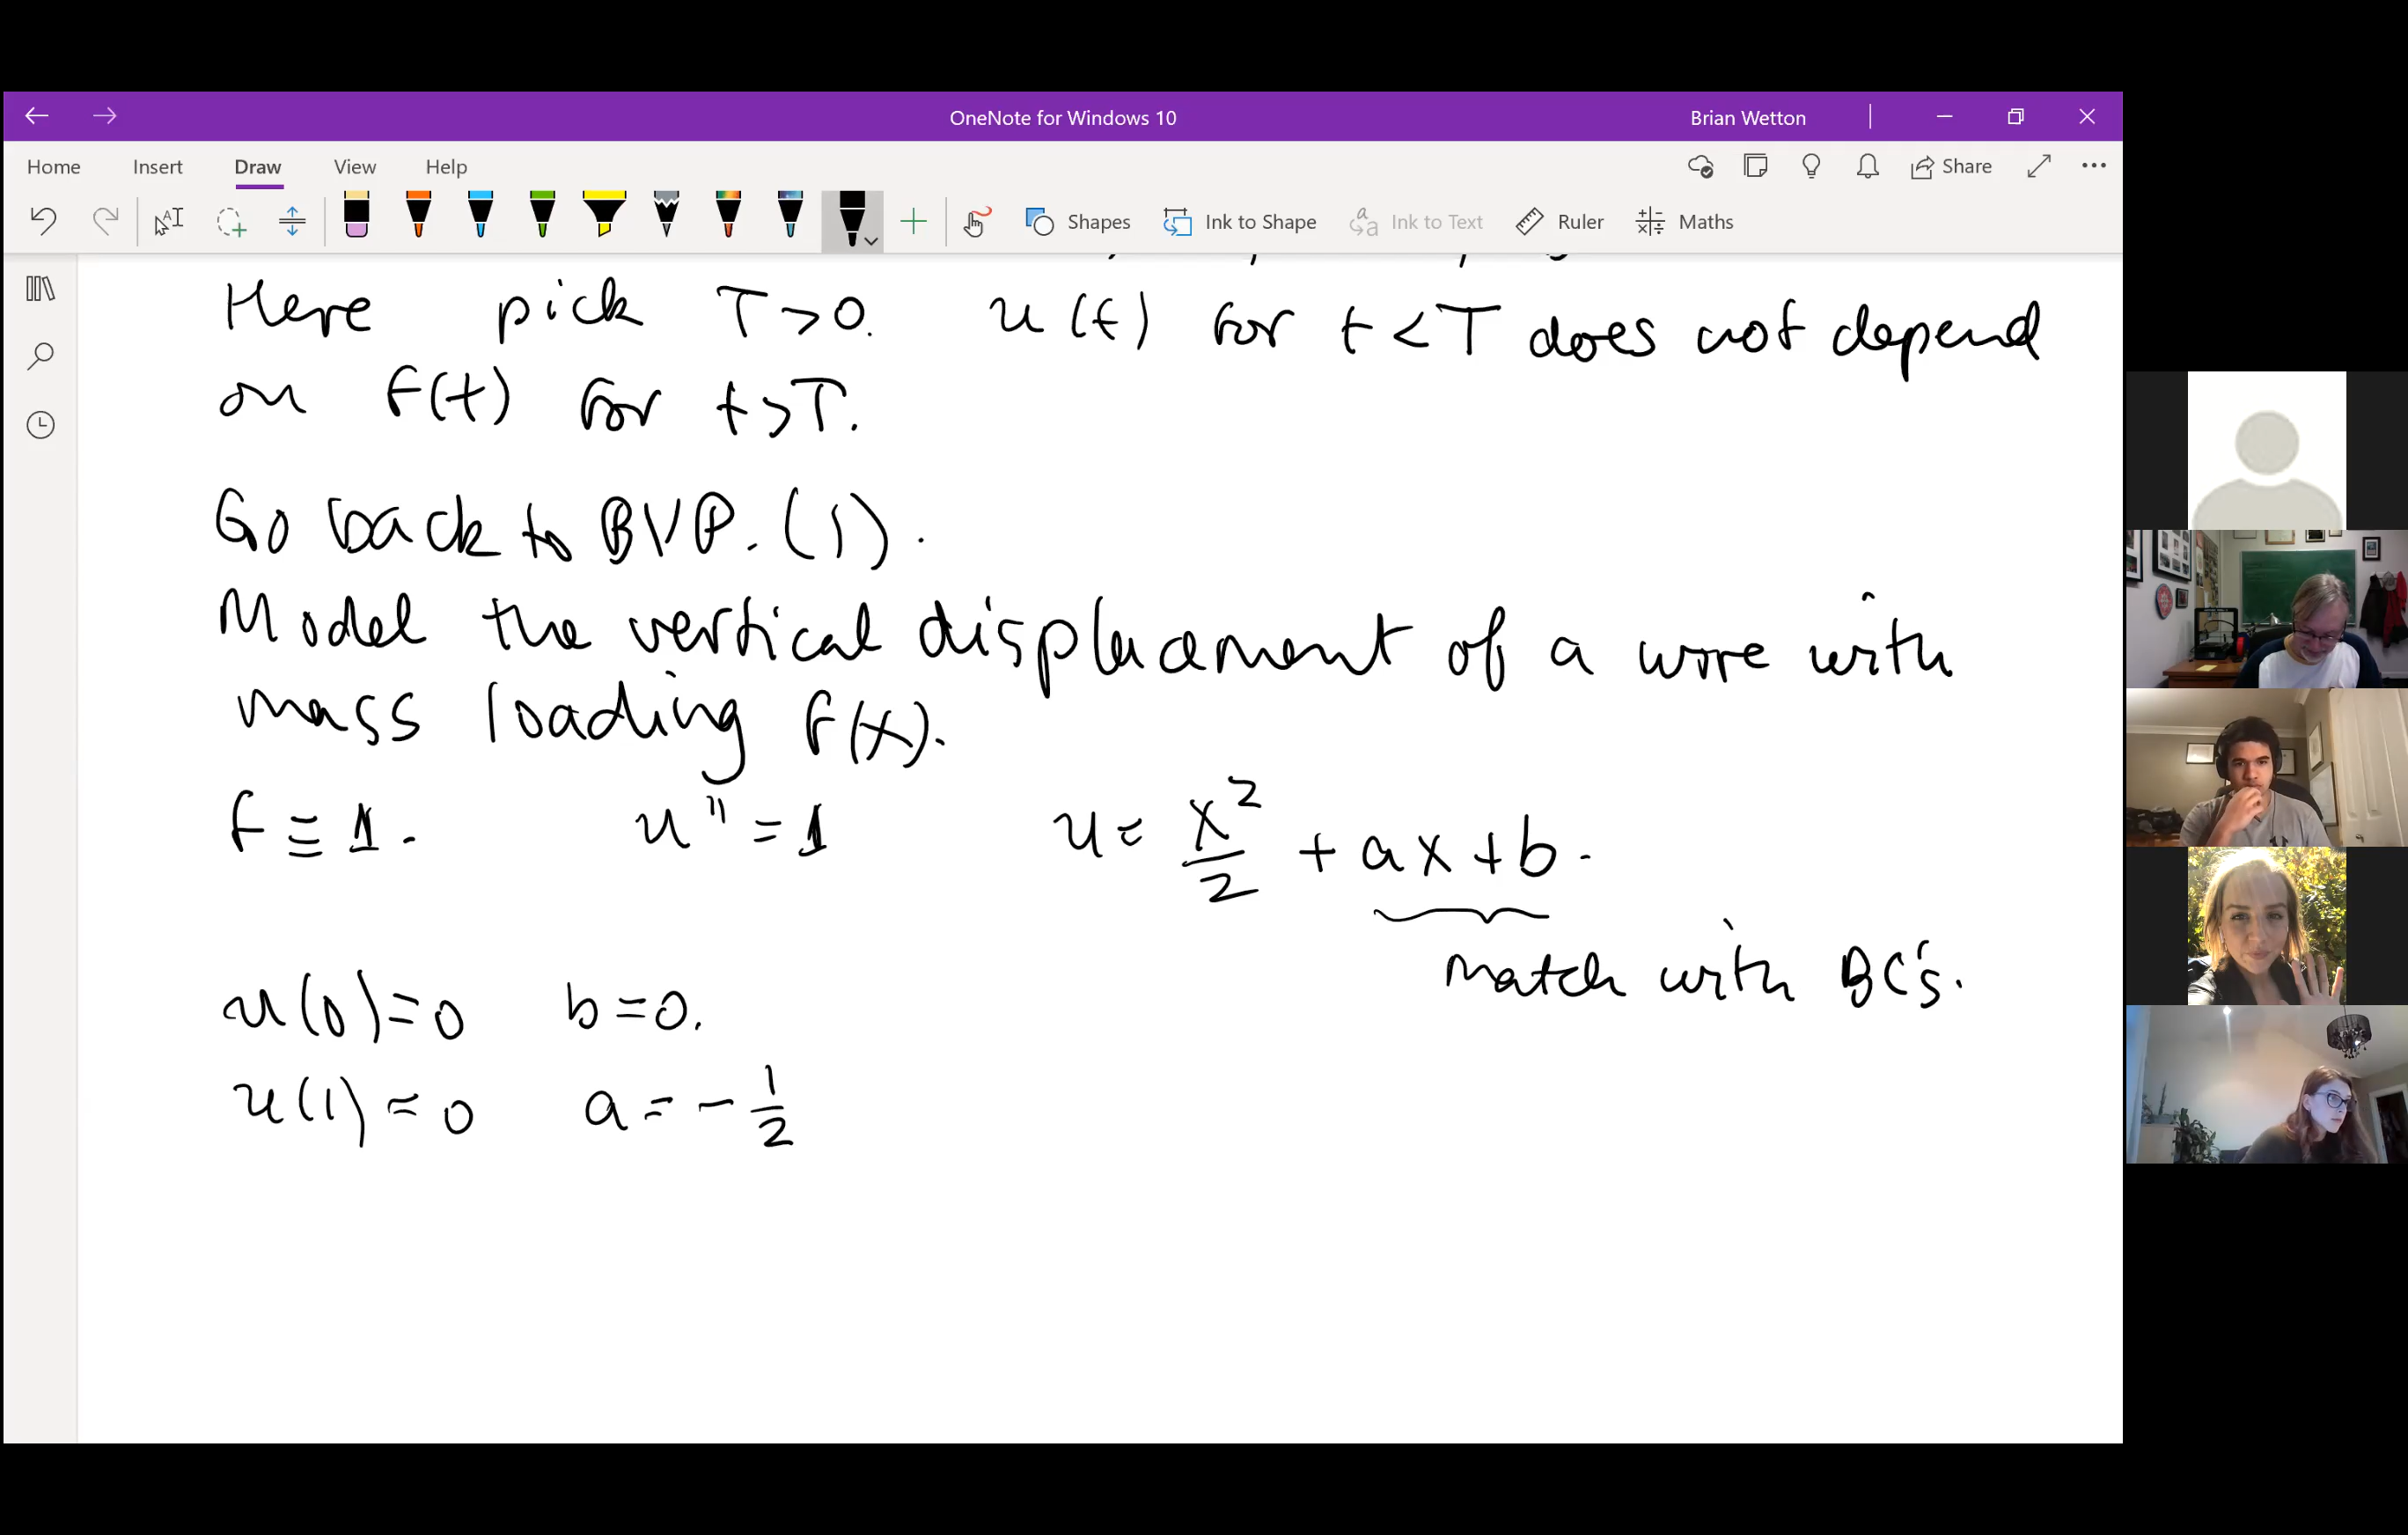 OneNote for Windows 10
Brian Wetton
Home Insert Draw View Help
Share
Shapes Ink to Shape Ink to Text Ruler Maths
Here pick T>0. u(t) for t<T does not depend
on f(t) for t>T.
Go back to BVP. (1).
Model the vertical displacement of a wire with
mass loading f(x).
f ≡ 1. u'' = 1 u = x²/2 + ax + b.
match with BC's.
u(0)=0 b=0.
u(1)=0 a = - 1/2